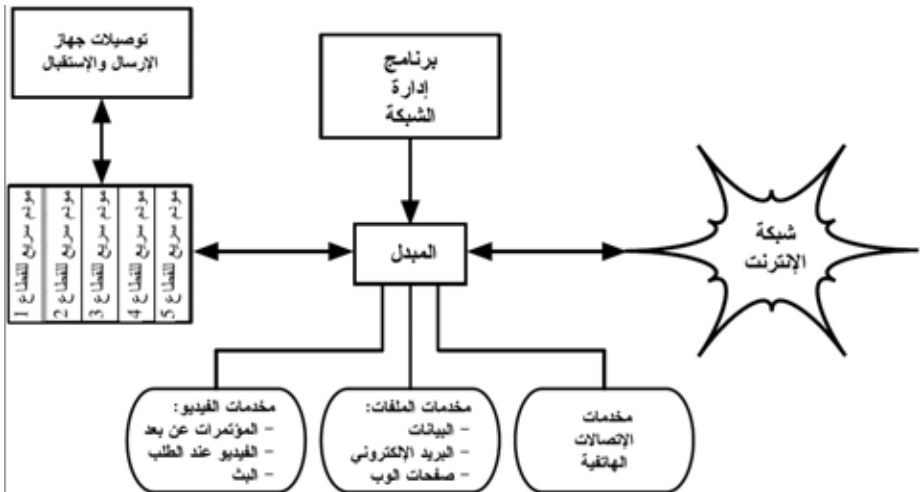 توصيلات جهاز
الإرسال والإستقبال
برنامج
إدارة
الشبكة
مودم سريع للقطاع 1
مودم سريع للقطاع 2
مودم سريع للقطاع 3
مودم سريع للقطاع 4
مودم سريع للقطاع 5
المبدل
شبكة
الإنترنت
مخدمات الفيديو:
- المؤتمرات عن بعد
- الفيديو عند الطلب
- البث
مخدمات الملفات:
- البيانات
- البريد الإلكتروني
- صفحات الوب
مخدمات
الإتصالات
الهاتفية